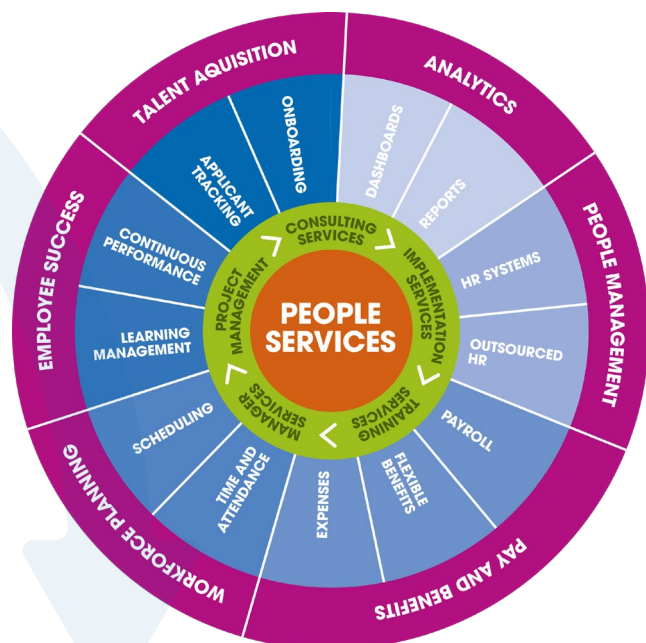 TALENT AQUISITION
ANALYTICS
PEOPLE MANAGEMENT
PAY AND BENEFITS
WORKFORCE PLANNING
EMPLOYEE SUCCESS
ONBOARDING
DASHBOARDS
REPORTS
HR SYSTEMS
OUTSOURCED
HR
PAYROLL
FLEXIBLE
BENEFITS
EXPENSES
TIME AND
ATTENDANCE
SCHEDULING
LEARNING
MANAGEMENT
CONTINUOUS
PERFORMANCE
APPLICANT
TRACKING
CONSULTING
SERVICES
IMPLEMENTATION
SERVICES
TRAINING
SERVICES
MANAGER
SERVICES
PROJECT
MANAGEMENT
PEOPLE
SERVICES